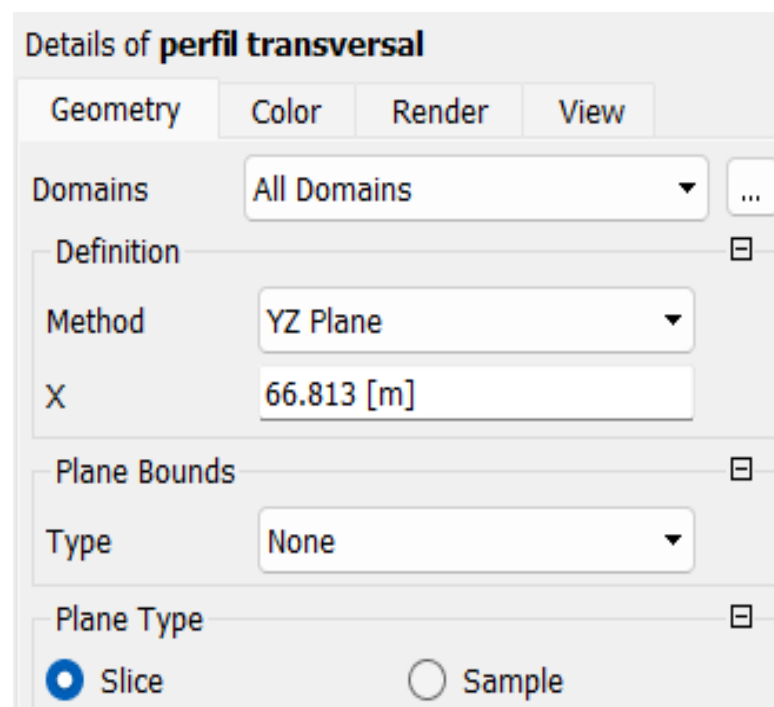 Details of perfil transversal
Geometry Color Render View
Domains All Domains ...
Definition
Method YZ Plane
X 66.813 [m]
Plane Bounds
Type None
Plane Type
Slice Sample